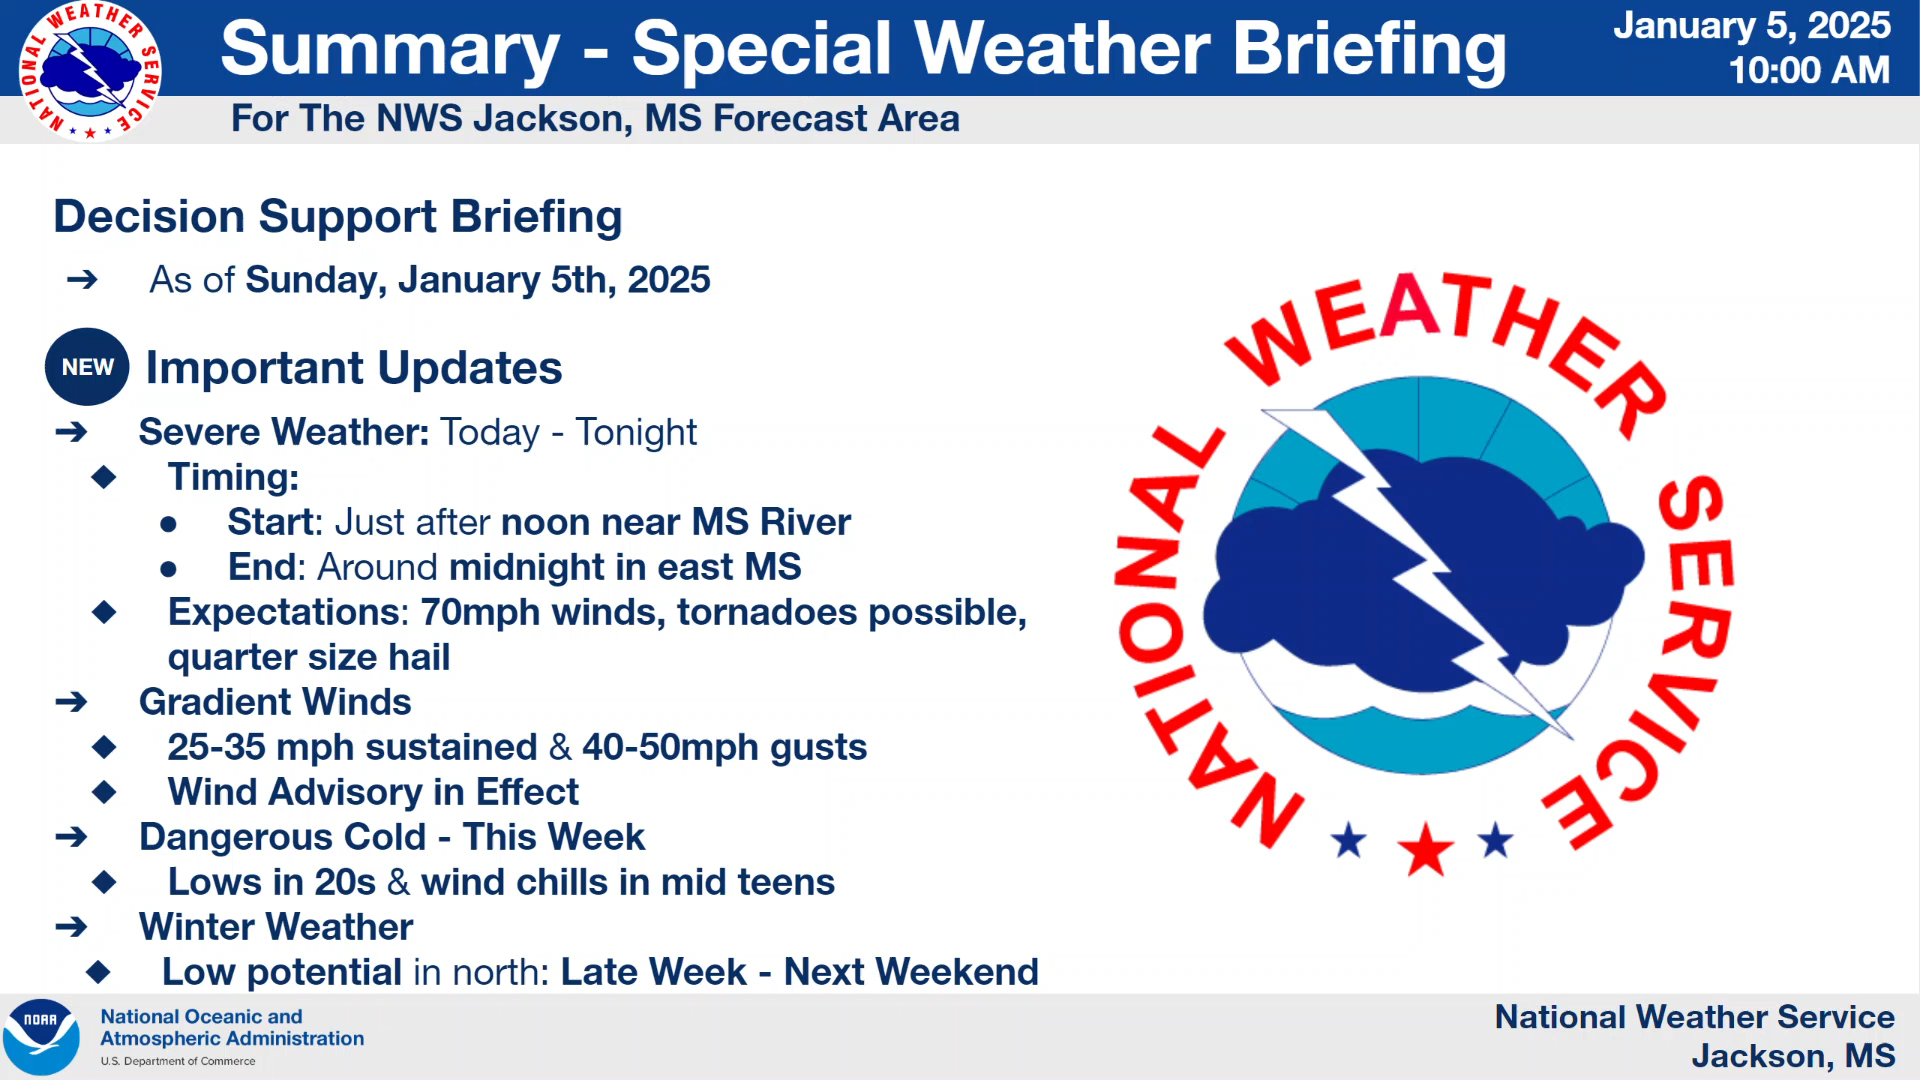 NATIONAL WEATHER SERVICE
Summary - Special Weather Briefing
January 5, 2025
10:00 AM
For The NWS Jackson, MS Forecast Area
Decision Support Briefing
➔ As of Sunday, January 5th, 2025
NEW Important Updates
➔ Severe Weather: Today - Tonight
◆ Timing:
● Start: Just after noon near MS River
● End: Around midnight in east MS
◆ Expectations: 70mph winds, tornadoes possible,
quarter size hail
➔ Gradient Winds
◆ 25-35 mph sustained & 40-50mph gusts
◆ Wind Advisory in Effect
➔ Dangerous Cold - This Week
◆ Lows in 20s & wind chills in mid teens
➔ Winter Weather
◆ Low potential in north: Late Week - Next Weekend
NATIONAL WEATHER SERVICE
NOAA
National Oceanic and
Atmospheric Administration
U.S. Department of Commerce
National Weather Service
Jackson, MS